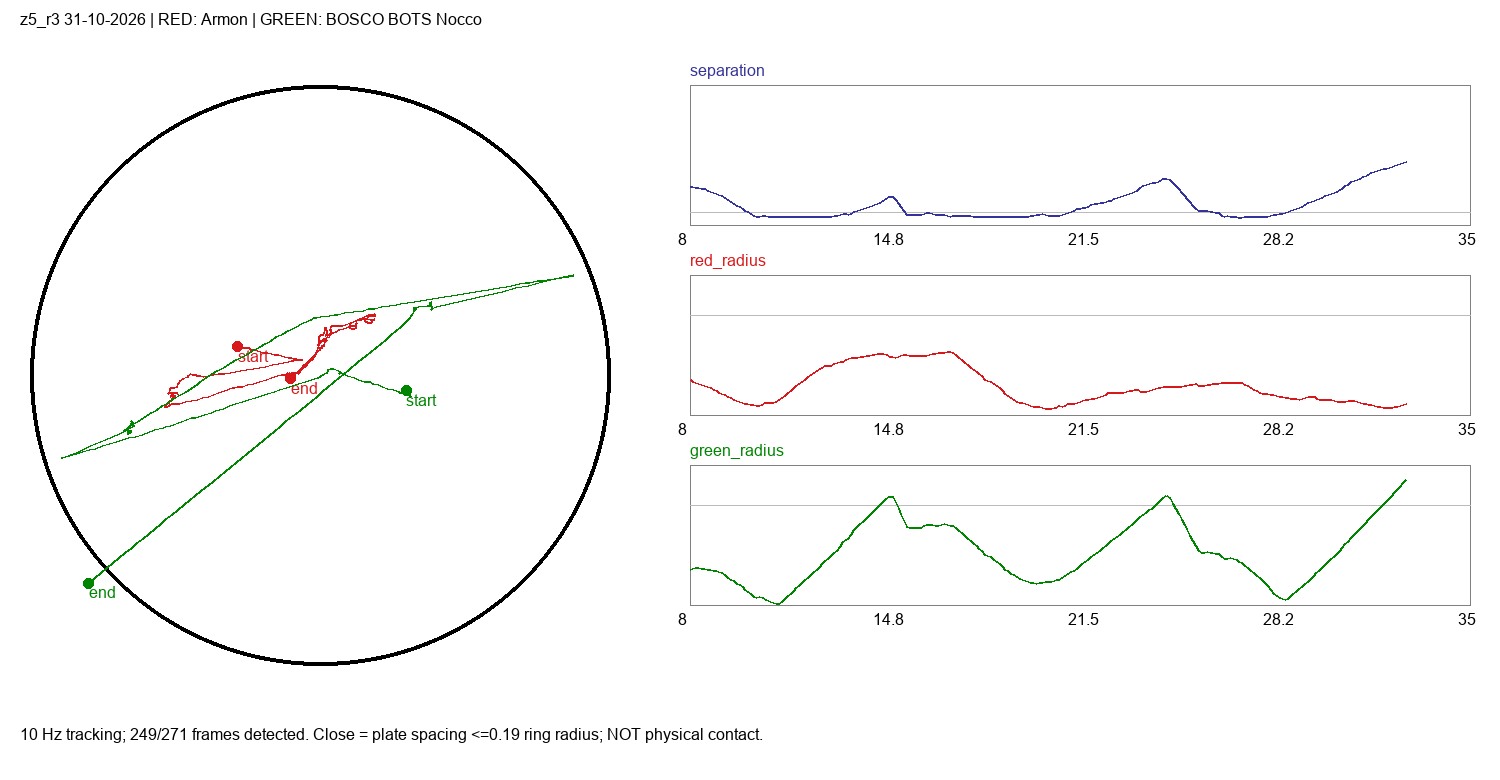 z5_r3 31-10-2026 | RED: Armon | GREEN: BOSCO BOTS Nocco
separation
8 14.8 21.5 28.2 35
red_radius
8 14.8 21.5 28.2 35
green_radius
8 14.8 21.5 28.2 35
start
end
start
end
10 Hz tracking; 249/271 frames detected. Close = plate spacing <=0.19 ring radius; NOT physical contact.